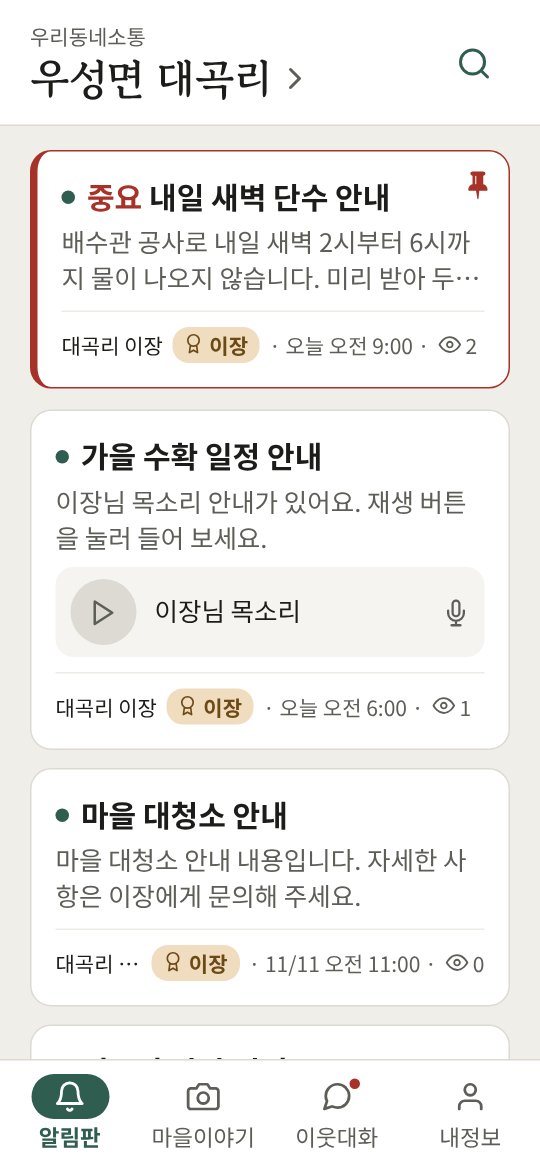 우리동네소통
우성면 대곡리
중요 내일 새벽 단수 안내
배수관 공사로 내일 새벽 2시부터 6시까
지 물이 나오지 않습니다. 미리 받아 두…
대곡리 이장 이장 · 오늘 오전 9:00 · 2
가을 수확 일정 안내
이장님 목소리 안내가 있어요. 재생 버튼
을 눌러 들어 보세요.
이장님 목소리
대곡리 이장 이장 · 오늘 오전 6:00 · 1
마을 대청소 안내
마을 대청소 안내 내용입니다. 자세한 사
항은 이장에게 문의해 주세요.
대곡리 … 이장 · 11/11 오전 11:00 · 0
알림판 마을이야기 이웃대화 내정보